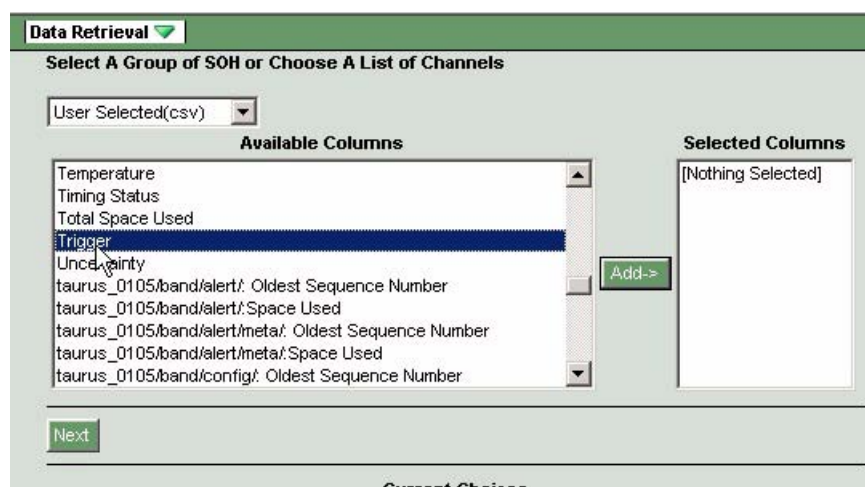 Data Retrieval
Select A Group of SOH or Choose A List of Channels
User Selected(csv)
Available Columns
Selected Columns
Temperature
Timing Status
Total Space Used
Trigger
Uncertainty
taurus_0105/band/alert/: Oldest Sequence Number
taurus_0105/band/alert/:Space Used
taurus_0105/band/alert/meta/: Oldest Sequence Number
taurus_0105/band/alert/meta/:Space Used
taurus_0105/band/config/: Oldest Sequence Number
[Nothing Selected]
Add->
Next
Current Choices